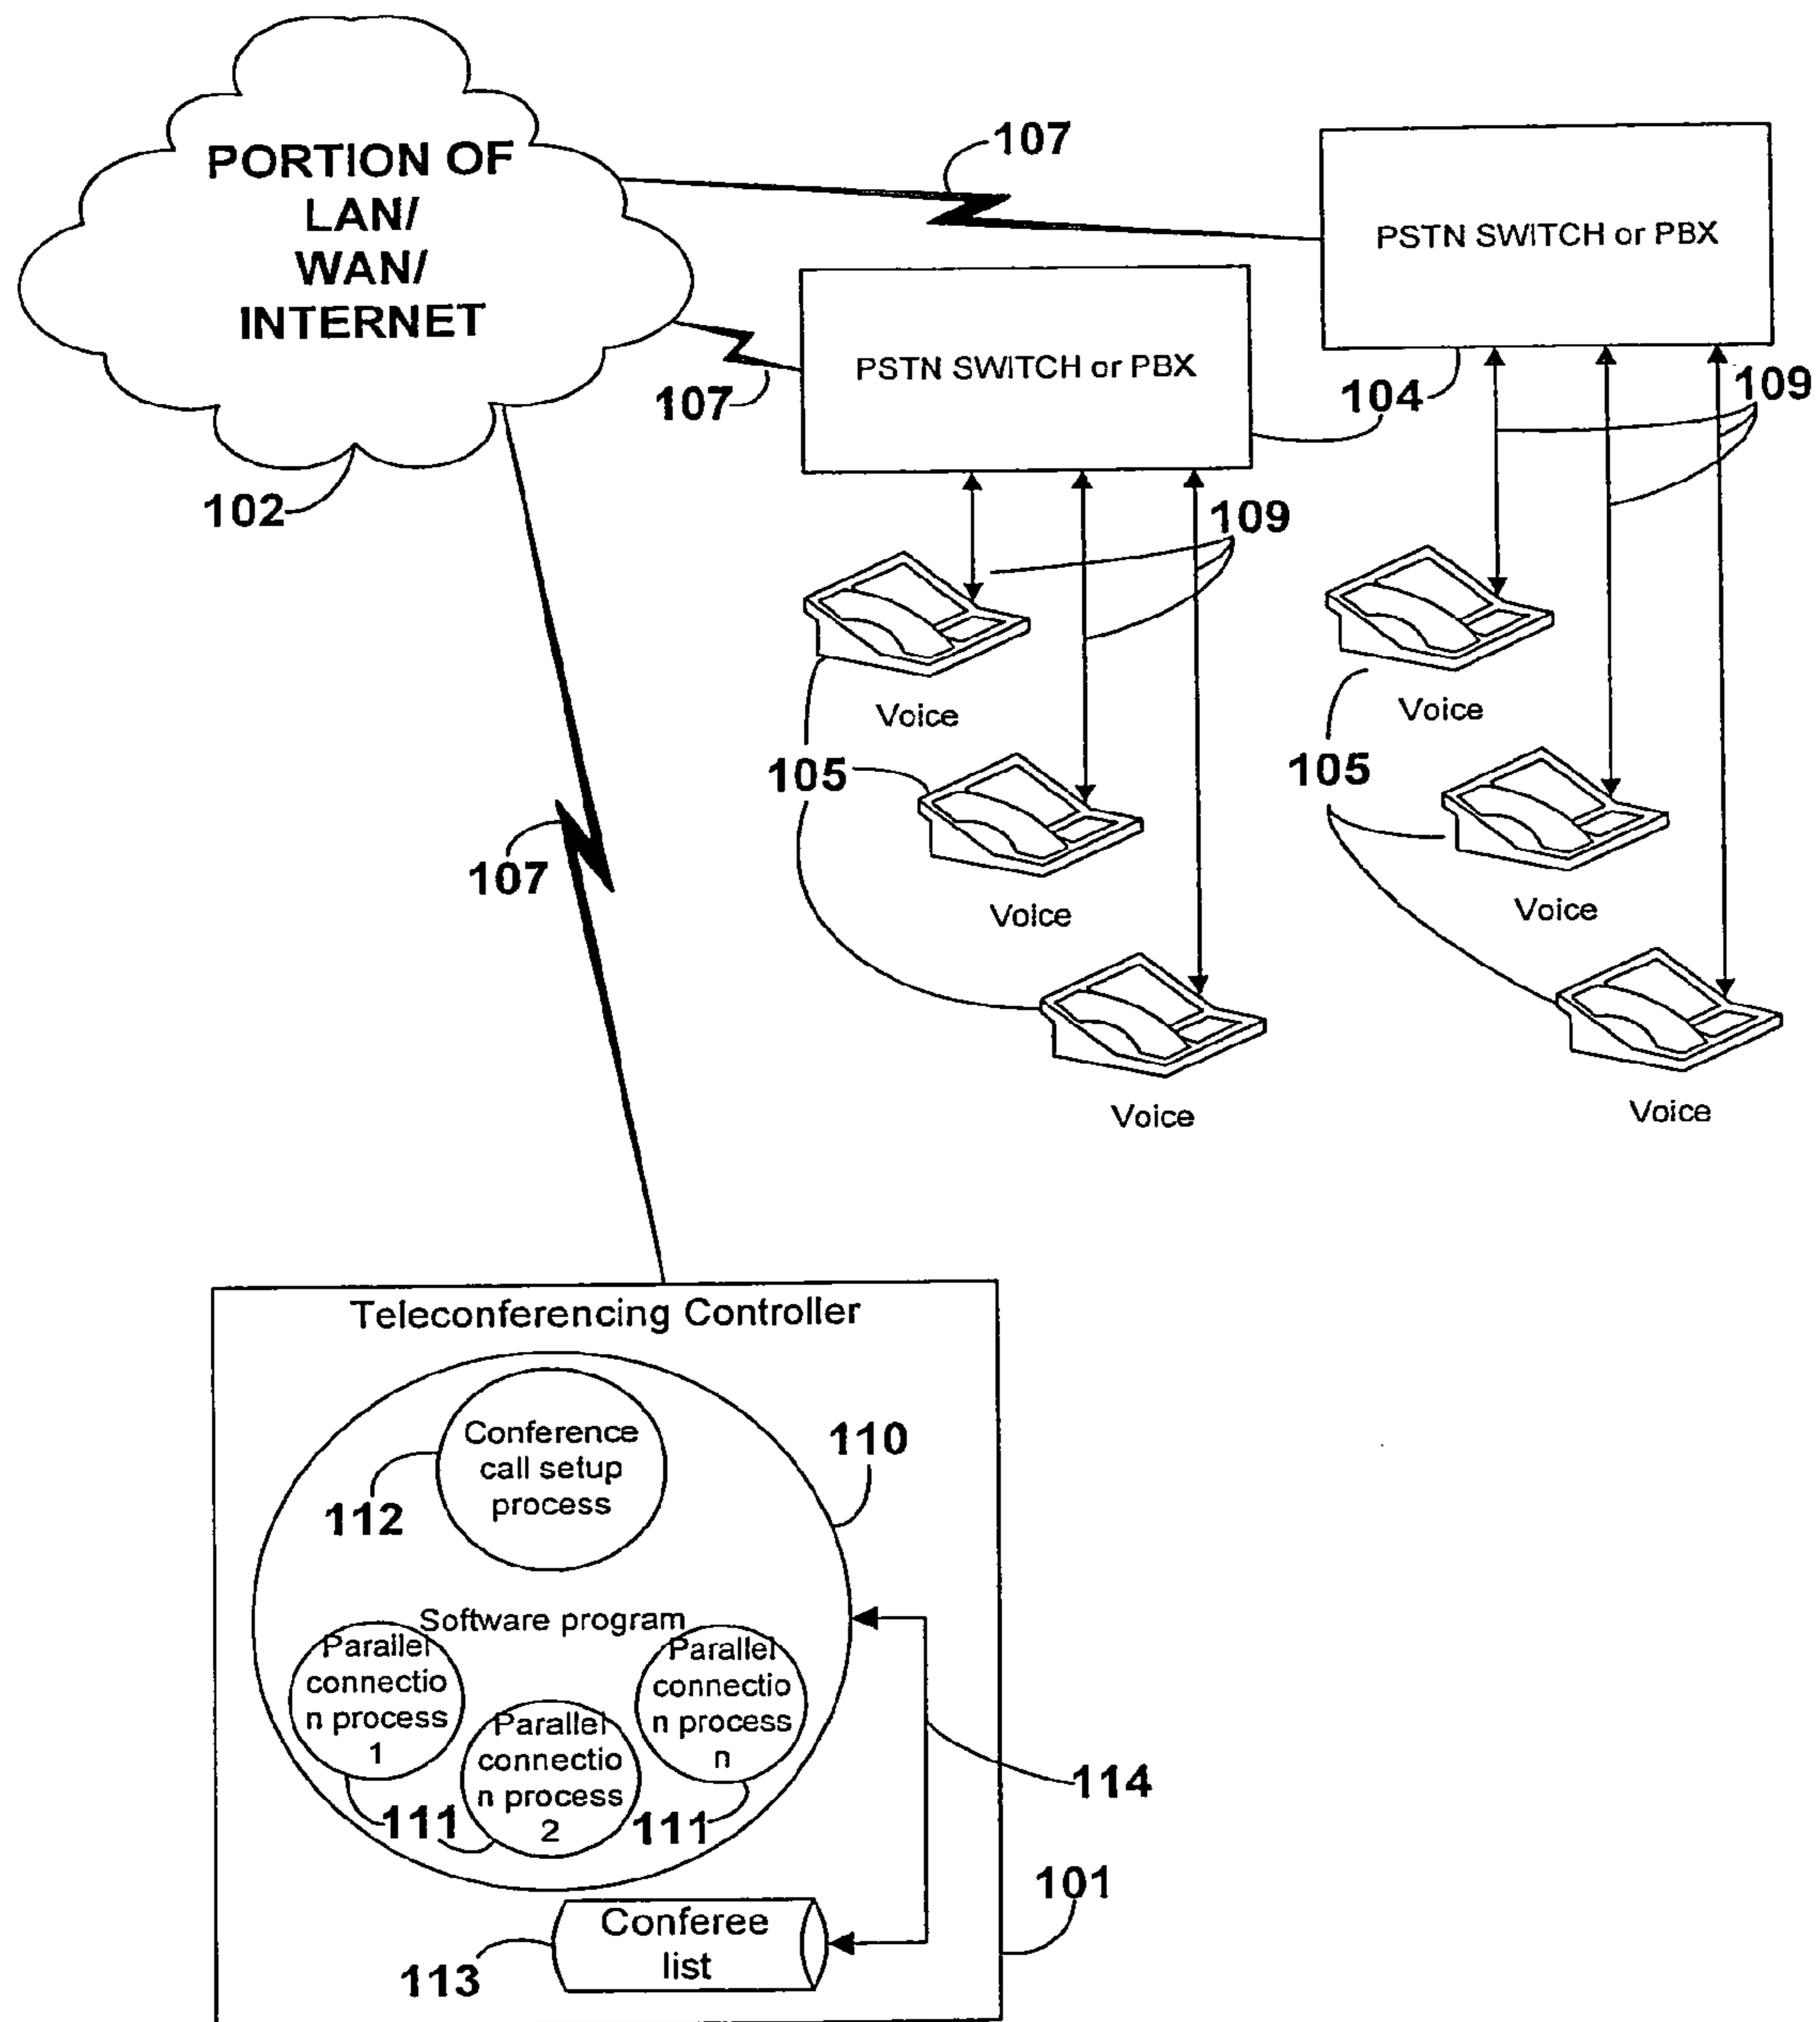 PORTION OF
LAN/
WAN/
INTERNET
102
107
PSTN SWITCH or PBX
104
109
107
PSTN SWITCH or PBX
109
105
Voice
Voice
Voice
105
Voice
Voice
Voice
107
Teleconferencing Controller
Conference
call setup
process
112
110
Software program
Parallel
connectio
n process
1
Parallel
connectio
n process
2
Parallel
connectio
n process
n
111
111
114
101
Conferee
list
113